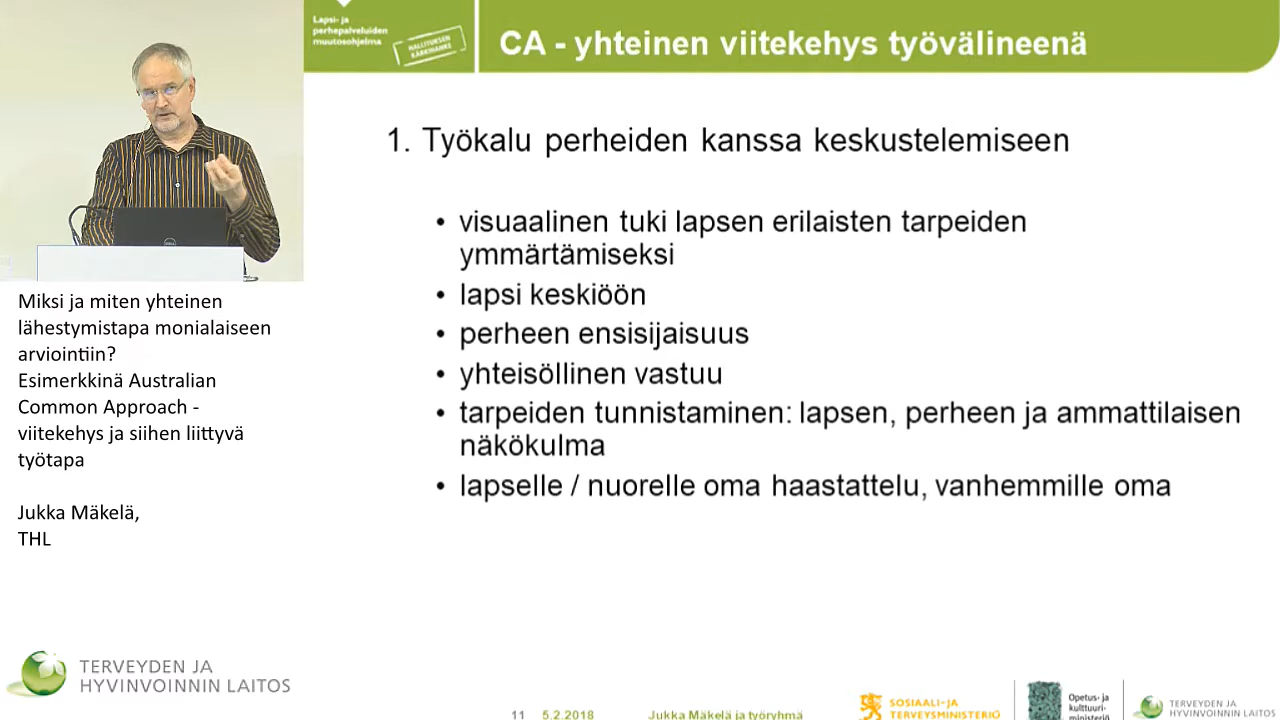 Lapsi- ja
perhepalveluiden
muutosohjelma
HALLITUKSEN
KÄRKIHANKE
CA - yhteinen viitekehys työvälineenä
1. Työkalu perheiden kanssa keskustelemiseen
• visuaalinen tuki lapsen erilaisten tarpeiden
ymmärtämiseksi
• lapsi keskiöön
• perheen ensisijaisuus
• yhteisöllinen vastuu
• tarpeiden tunnistaminen: lapsen, perheen ja ammattilaisen
näkökulma
• lapselle / nuorelle oma haastattelu, vanhemmille oma
Miksi ja miten yhteinen
lähestymistapa monialaiseen
arviointiin?
Esimerkkinä Australian
Common Approach -
viitekehys ja siihen liittyvä
työtapa
Jukka Mäkelä,
THL
TERVEYDEN JA
HYVINVOINNIN LAITOS
11 5.2.2018 Jukka Mäkelä ja työryhmä
SOSIAALI- JA
TERVEYSMINISTERIÖ
Opetus- ja
kulttuuri-
ministeriö
TERVEYDEN JA
HYVINVOINNIN LAITOS